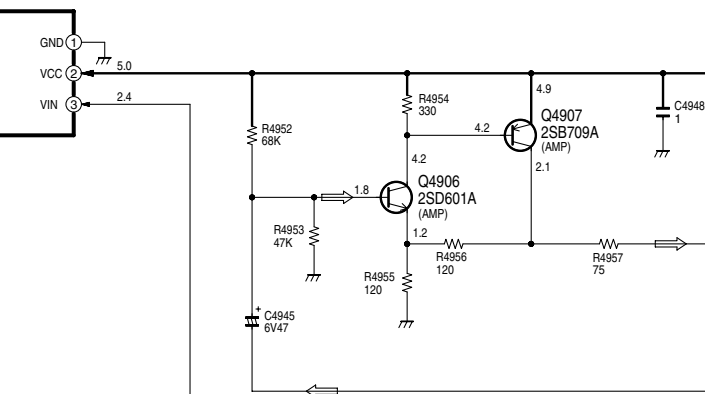 GND 1
VCC 2 5.0
VIN 3 2.4
R4952
68K
R4953
47K
+
C4945
6V47
1.8
R4954
330
4.2
4.2
Q4906
2SD601A
(AMP)
1.2
R4955
120
R4956
120
4.9
Q4907
2SB709A
(AMP)
2.1
R4957
75
C4948
1